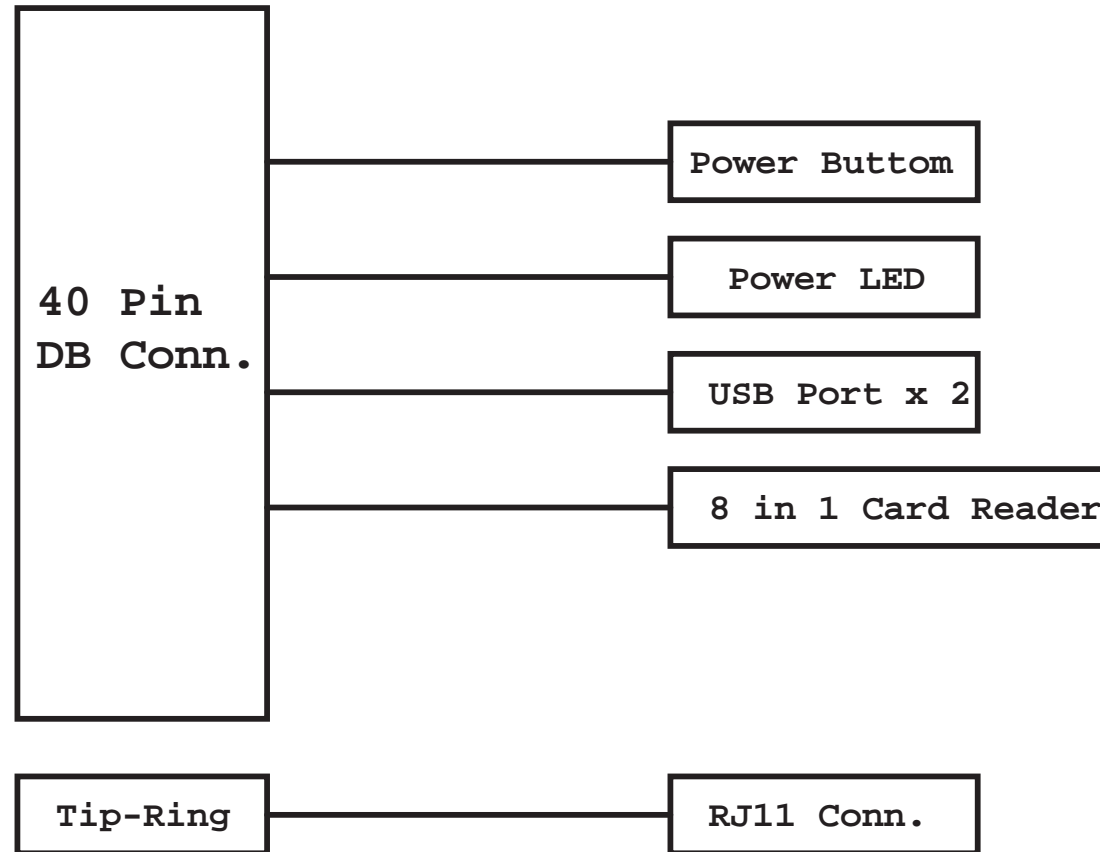 Power Buttom
Power LED
40 Pin
DB Conn.
USB Port x 2
8 in 1 Card Reader
Tip-Ring
RJ11 Conn.